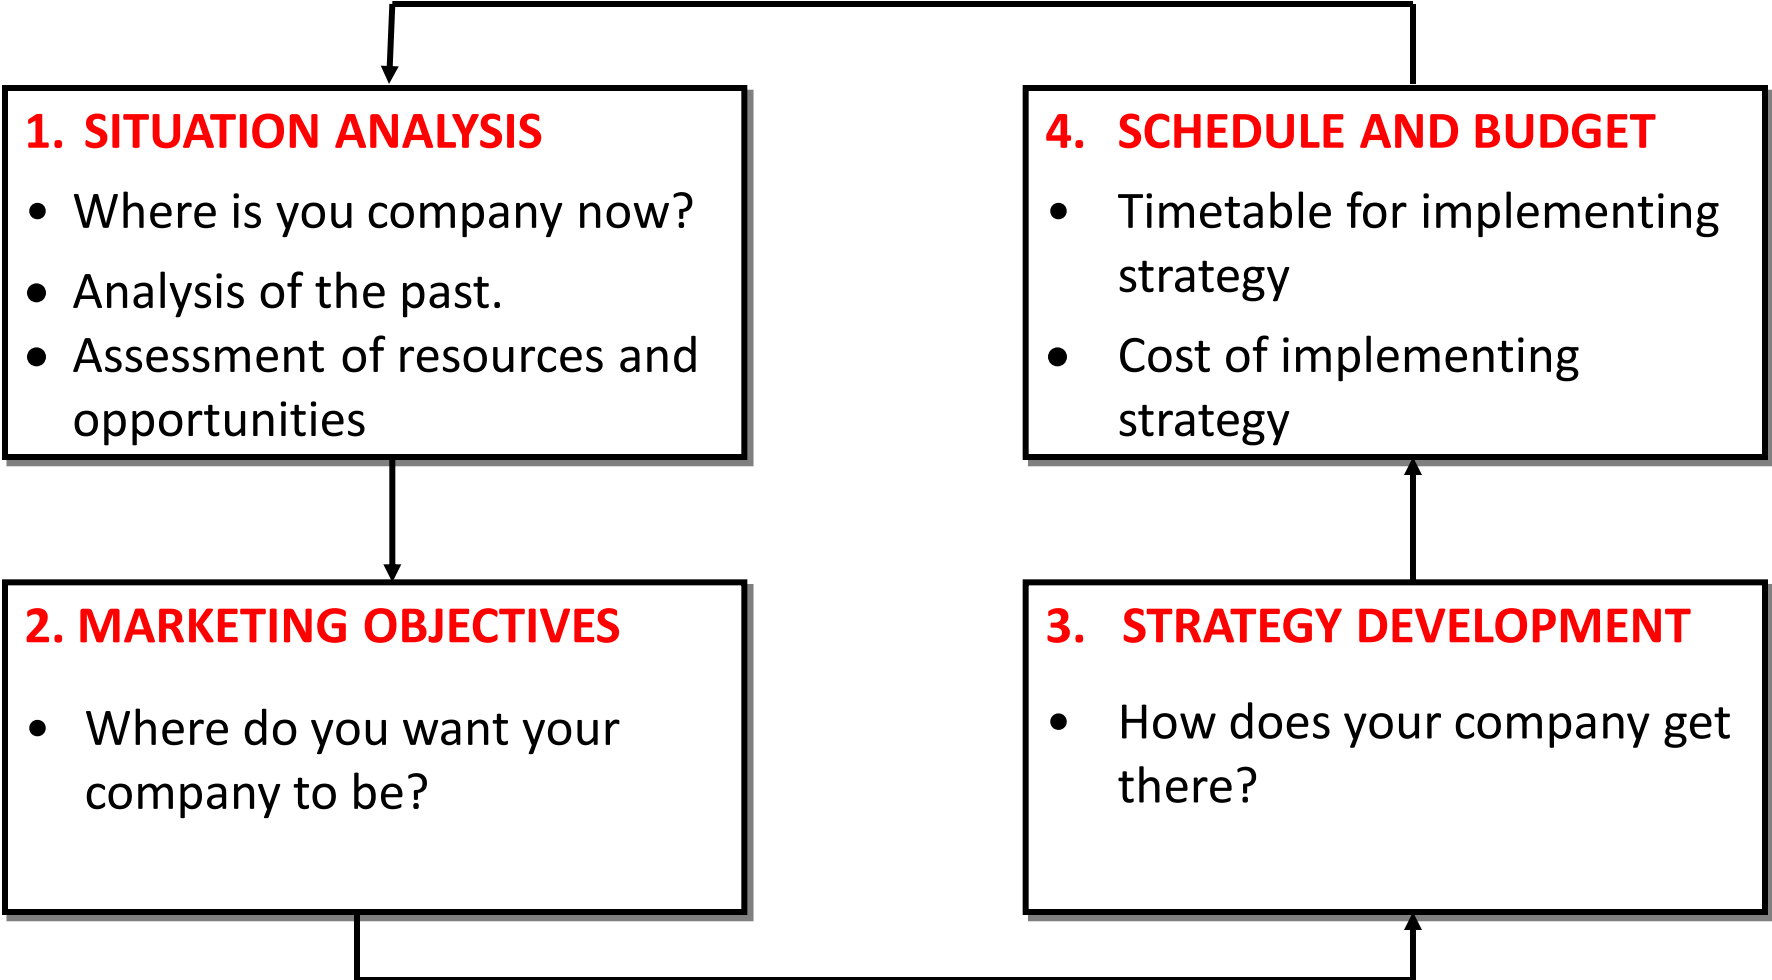 1. SITUATION ANALYSIS
• Where is you company now?
• Analysis of the past.
• Assessment of resources and
opportunities
2. MARKETING OBJECTIVES
• Where do you want your
company to be?
3. STRATEGY DEVELOPMENT
• How does your company get
there?
4. SCHEDULE AND BUDGET
• Timetable for implementing
strategy
• Cost of implementing
strategy